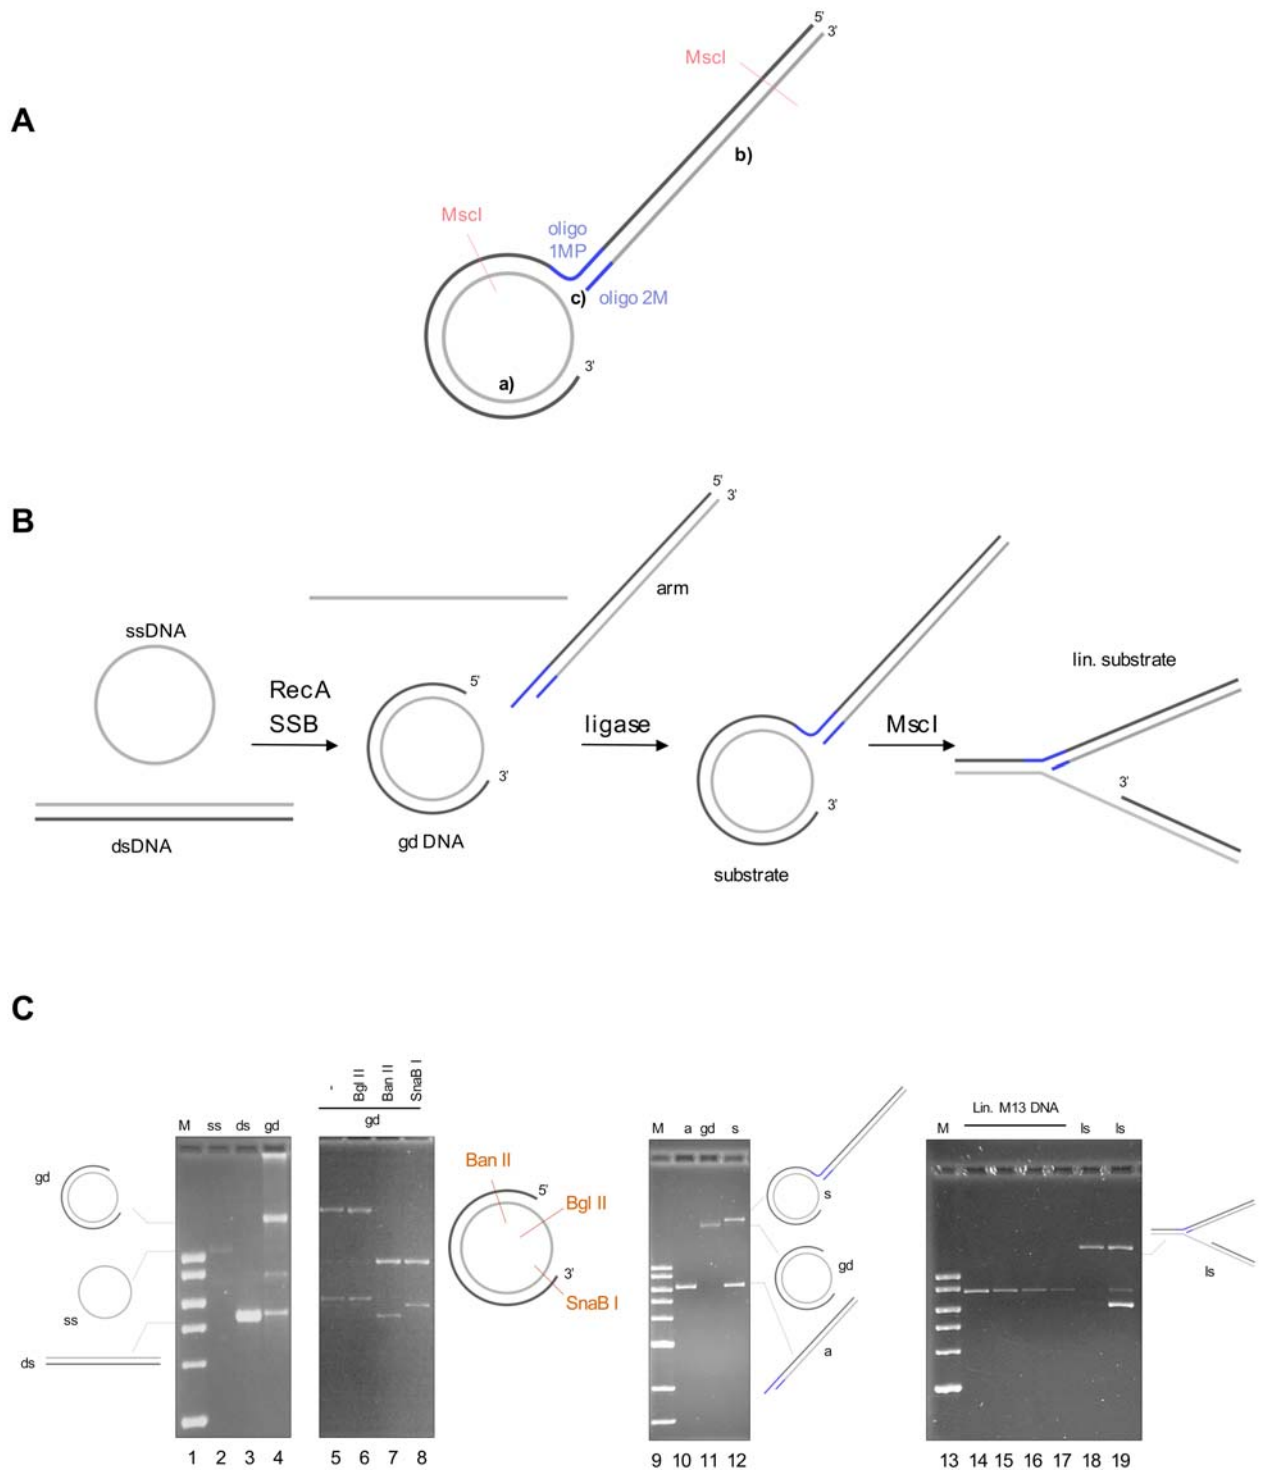 A
5'
3'
MscI
b)
MscI
oligo
1MP
c) oligo 2M
3'
a)
B
5'
3'
arm
ssDNA
RecA
SSB
5'
ligase
MscI
lin. substrate
3'
3'
3'
dsDNA
gd DNA
substrate
C
- Bgl II Ban II SnaB I
gd
M ss ds gd
gd
ss
ds
Ban II
5'
Bgl II
3'
SnaB I
M a gd s
s
gd
a
Lin. M13 DNA
M ls ls
ls
1 2 3 4 5 6 7 8 9 10 11 12 13 14 15 16 17 18 19